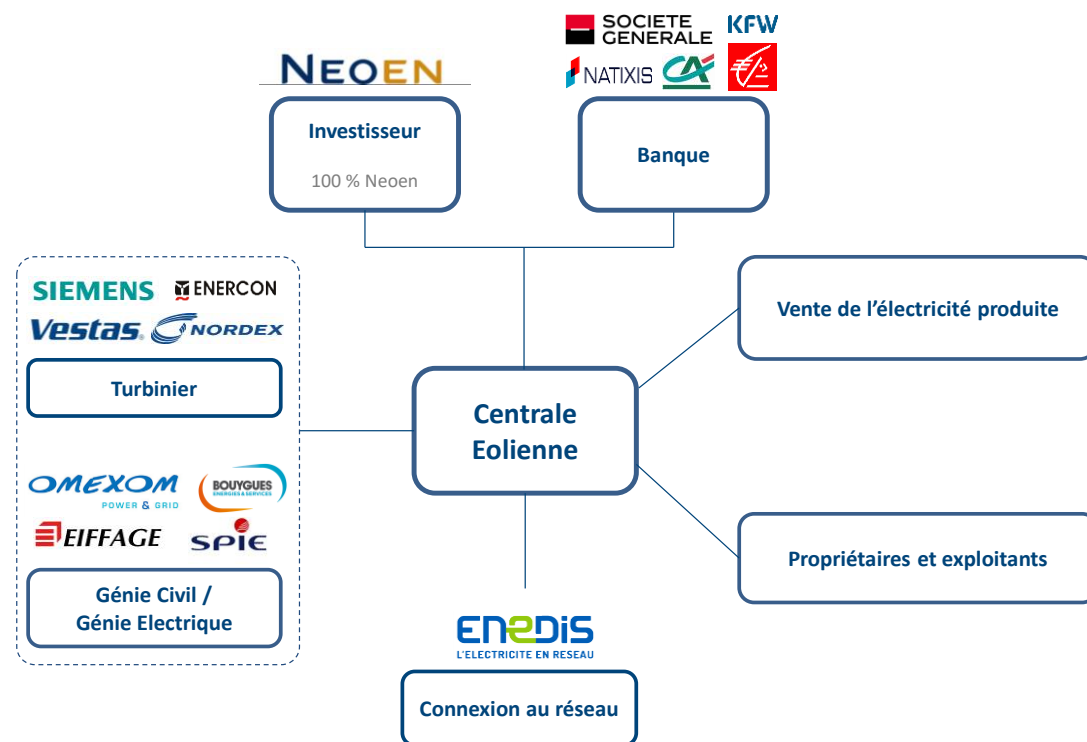 SOCIETE
GENERALE
KFW
NATIXIS
CA
NEOEN
Investisseur
100 % Neoen
Banque
SIEMENS
ENERCON
Vestas.
NORDEX
Turbinier
OMEXOM
POWER & GRID
BOUYGUES
ENERGIES & SERVICES
EIFFAGE
SPIE
Génie Civil /
Génie Electrique
Centrale
Eolienne
Vente de l’électricité produite
Propriétaires et exploitants
ENEDIS
L'ELECTRICITE EN RESEAU
Connexion au réseau